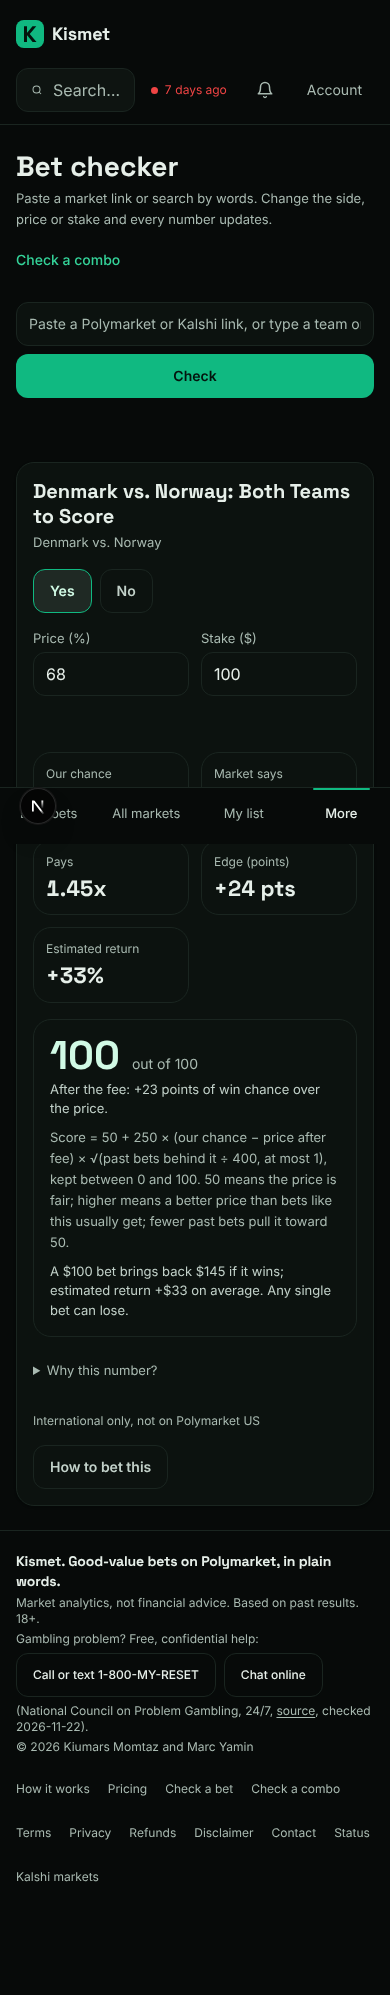 Kismet
Search...
7 days ago
Account
Bet checker
Paste a market link or search by words. Change the side,
price or stake and every number updates.
Check a combo
Paste a Polymarket or Kalshi link, or type a team o
Check
Denmark vs. Norway: Both Teams
to Score
Denmark vs. Norway
Yes
No
Price (%)
Stake ($)
68
100
Our chance
Market says
bets
All markets
My list
More
Pays
Edge (points)
1.45x
+24 pts
Estimated return
+33%
100 out of 100
After the fee: +23 points of win chance over
the price.
Score = 50 + 250 × (our chance − price after
fee) × √(past bets behind it ÷ 400, at most 1),
kept between 0 and 100. 50 means the price is
fair; higher means a better price than bets like
this usually get; fewer past bets pull it toward
50.
A $100 bet brings back $145 if it wins;
estimated return +$33 on average. Any single
bet can lose.
Why this number?
International only, not on Polymarket US
How to bet this
Kismet. Good-value bets on Polymarket, in plain
words.
Market analytics, not financial advice. Based on past results.
18+.
Gambling problem? Free, confidential help:
Call or text 1-800-MY-RESET
Chat online
(National Council on Problem Gambling, 24/7, source, checked
2026-11-22).
© 2026 Kiumars Momtaz and Marc Yamin
How it works
Pricing
Check a bet
Check a combo
Terms
Privacy
Refunds
Disclaimer
Contact
Status
Kalshi markets